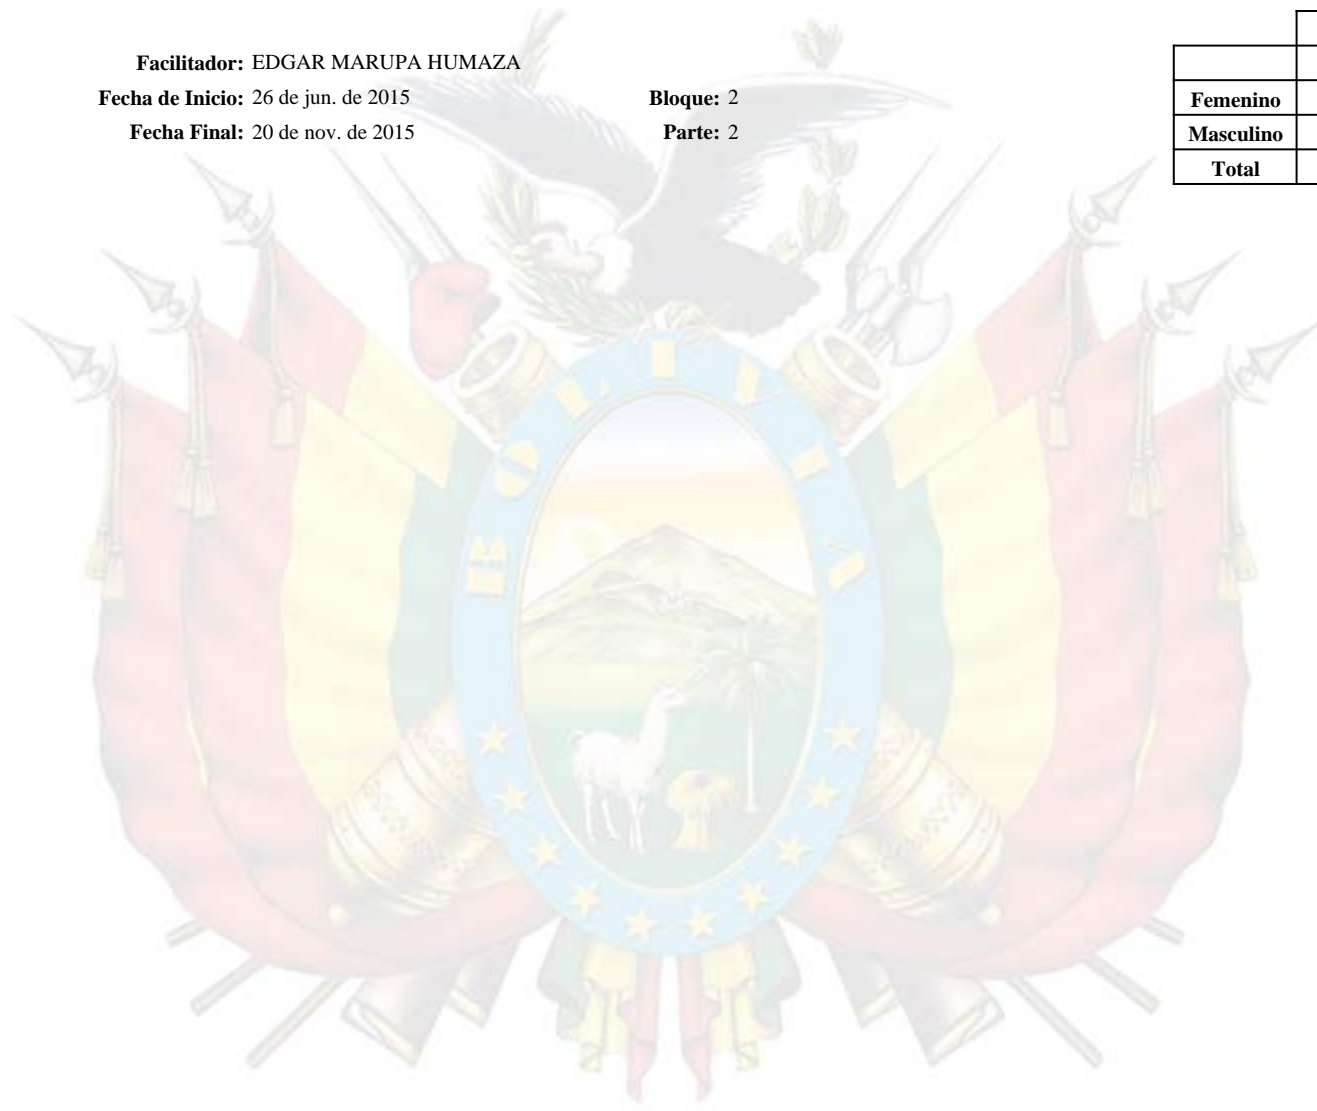 Facilitador: EDGAR MARUPA HUMAZA
Fecha de Inicio: 26 de jun. de 2015 Bloque: 2
Fecha Final: 20 de nov. de 2015 Parte: 2
Femenino
Masculino
Total
BOLIVIA